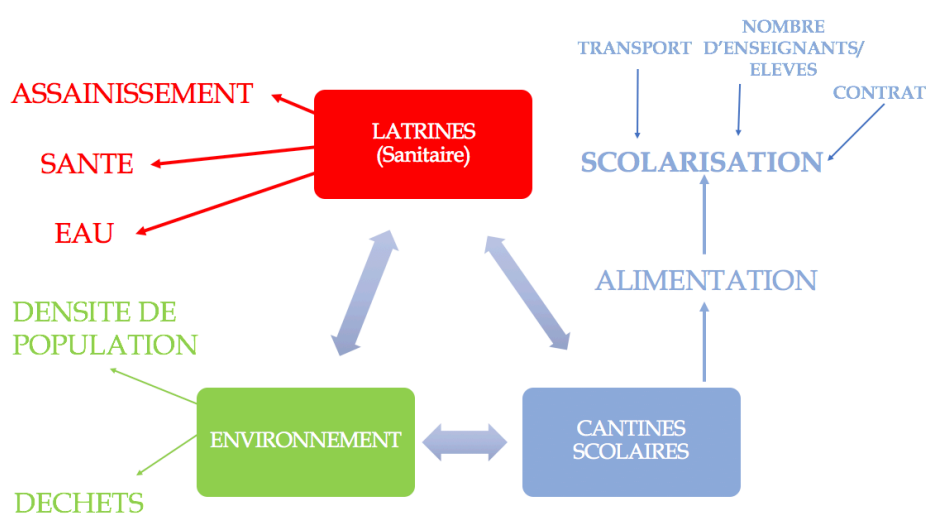 NOMBRE
TRANSPORT
D'ENSEIGNANTS/
ELEVES
CONTRAT
ASSAINISSEMENT
LATRINES
(Sanitaire)
SANTE
SCOLARISATION
EAU
ALIMENTATION
DENSITE DE
POPULATION
ENVIRONNEMENT
CANTINES
SCOLAIRES
DECHETS